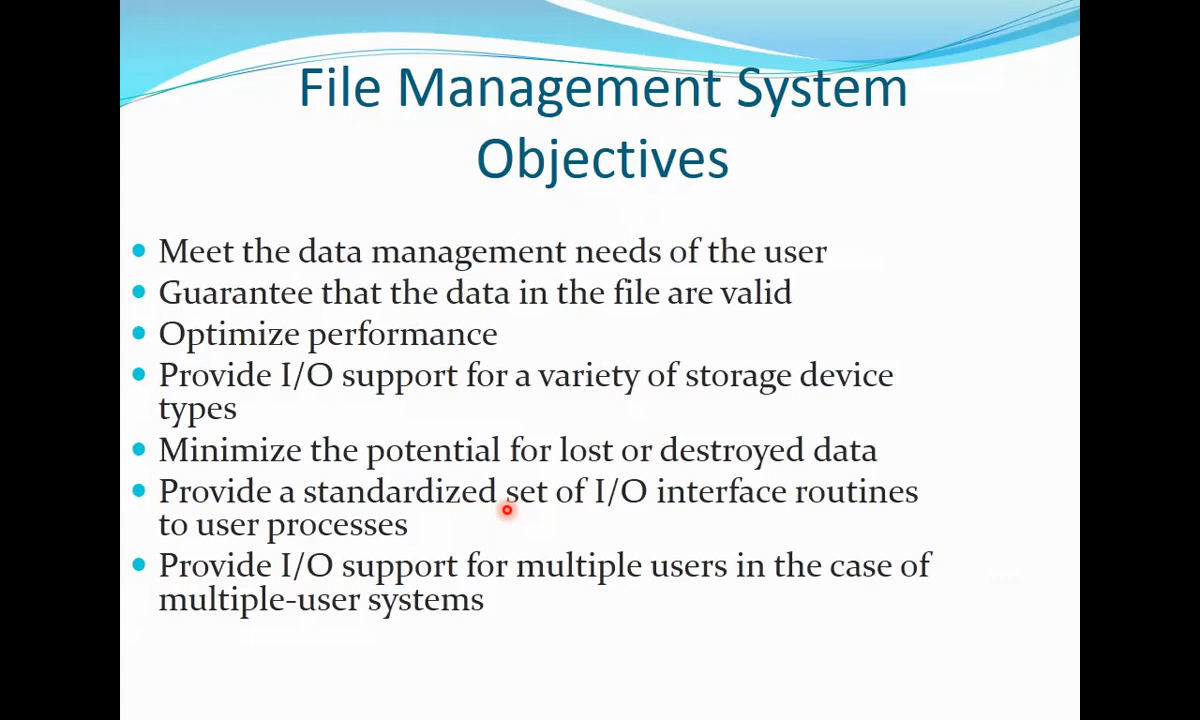 File Management System
Objectives
• Meet the data management needs of the user
• Guarantee that the data in the file are valid
• Optimize performance
• Provide I/O support for a variety of storage device
types
• Minimize the potential for lost or destroyed data
• Provide a standardized set of I/O interface routines
to user processes
• Provide I/O support for multiple users in the case of
multiple-user systems